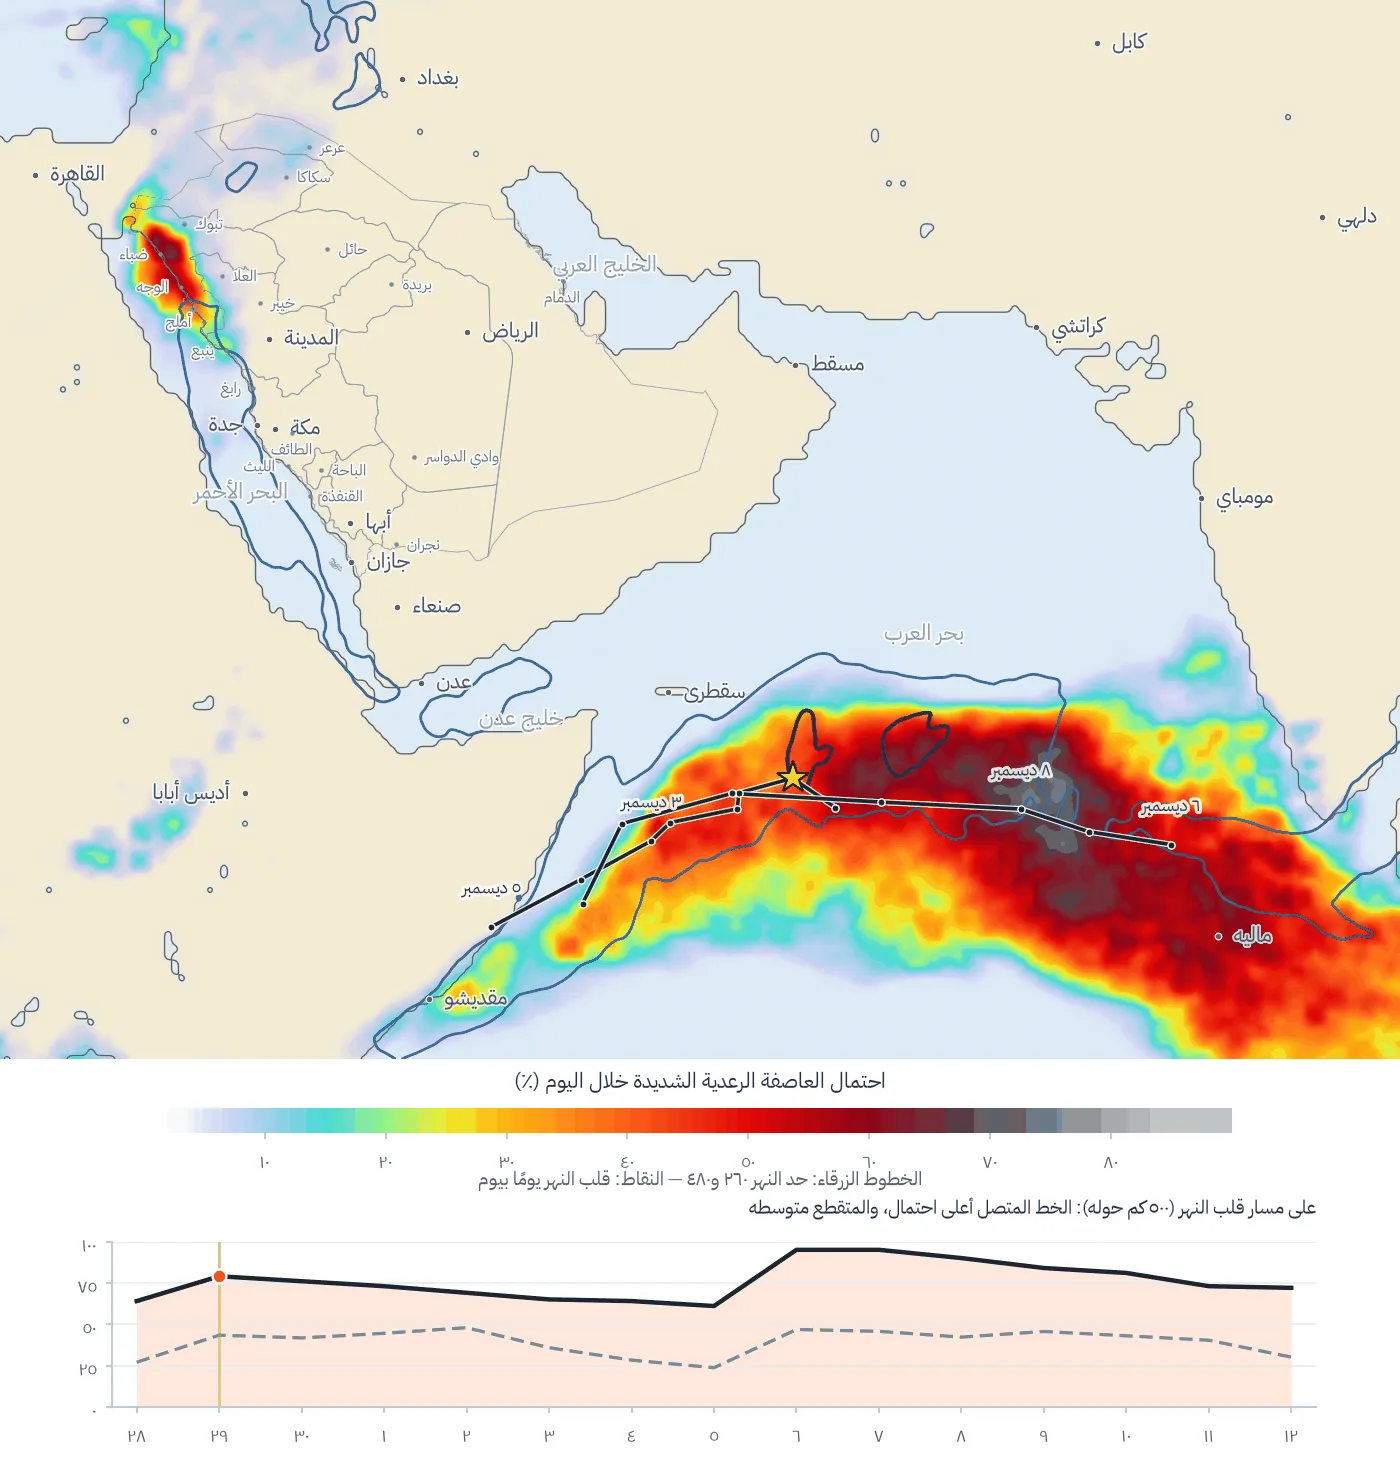 كابل
بغداد
عرعر
القاهرة
سكاكا
دلهي
تبوك
حائل
ضباء
الخليج العربي
العلا
الوجه
بريدة
الدمام
خيبر
أملج
كراتشي
الرياض
المدينة
ينبع
مسقط
رابغ
جدة
مكة
الطائف
وادي الدواسر
الليث
الباحة
البحر الأحمر
القنفذة
مومباي
أبها
نجران
جازان
صنعاء
بحر العرب
عدن
سقطرى
خليج عدن
٨ ديسمبر
أديس أبابا
٣ ديسمبر
٦ ديسمبر
٥ ديسمبر
ماليه
مقديشو
احتمال العاصفة الرعدية الشديدة خلال اليوم (٪)
١٠ ٢٠ ٣٠ ٤٠ ٥٠ ٦٠ ٧٠ ٨٠
الخطوط الزرقاء: حد النهر ٢٦٠ و٤٨٠ — النقاط: قلب النهر يومًا بيوم
على مسار قلب النهر (٥٠٠ كم حوله): الخط المتصل أعلى احتمال، والمتقطع متوسطه
١٠٠
٧٥
٥٠
٢٥
٠
٢٨ ٢٩ ٣٠ ١ ٢ ٣ ٤ ٥ ٦ ٧ ٨ ٩ ١٠ ١١ ١٢